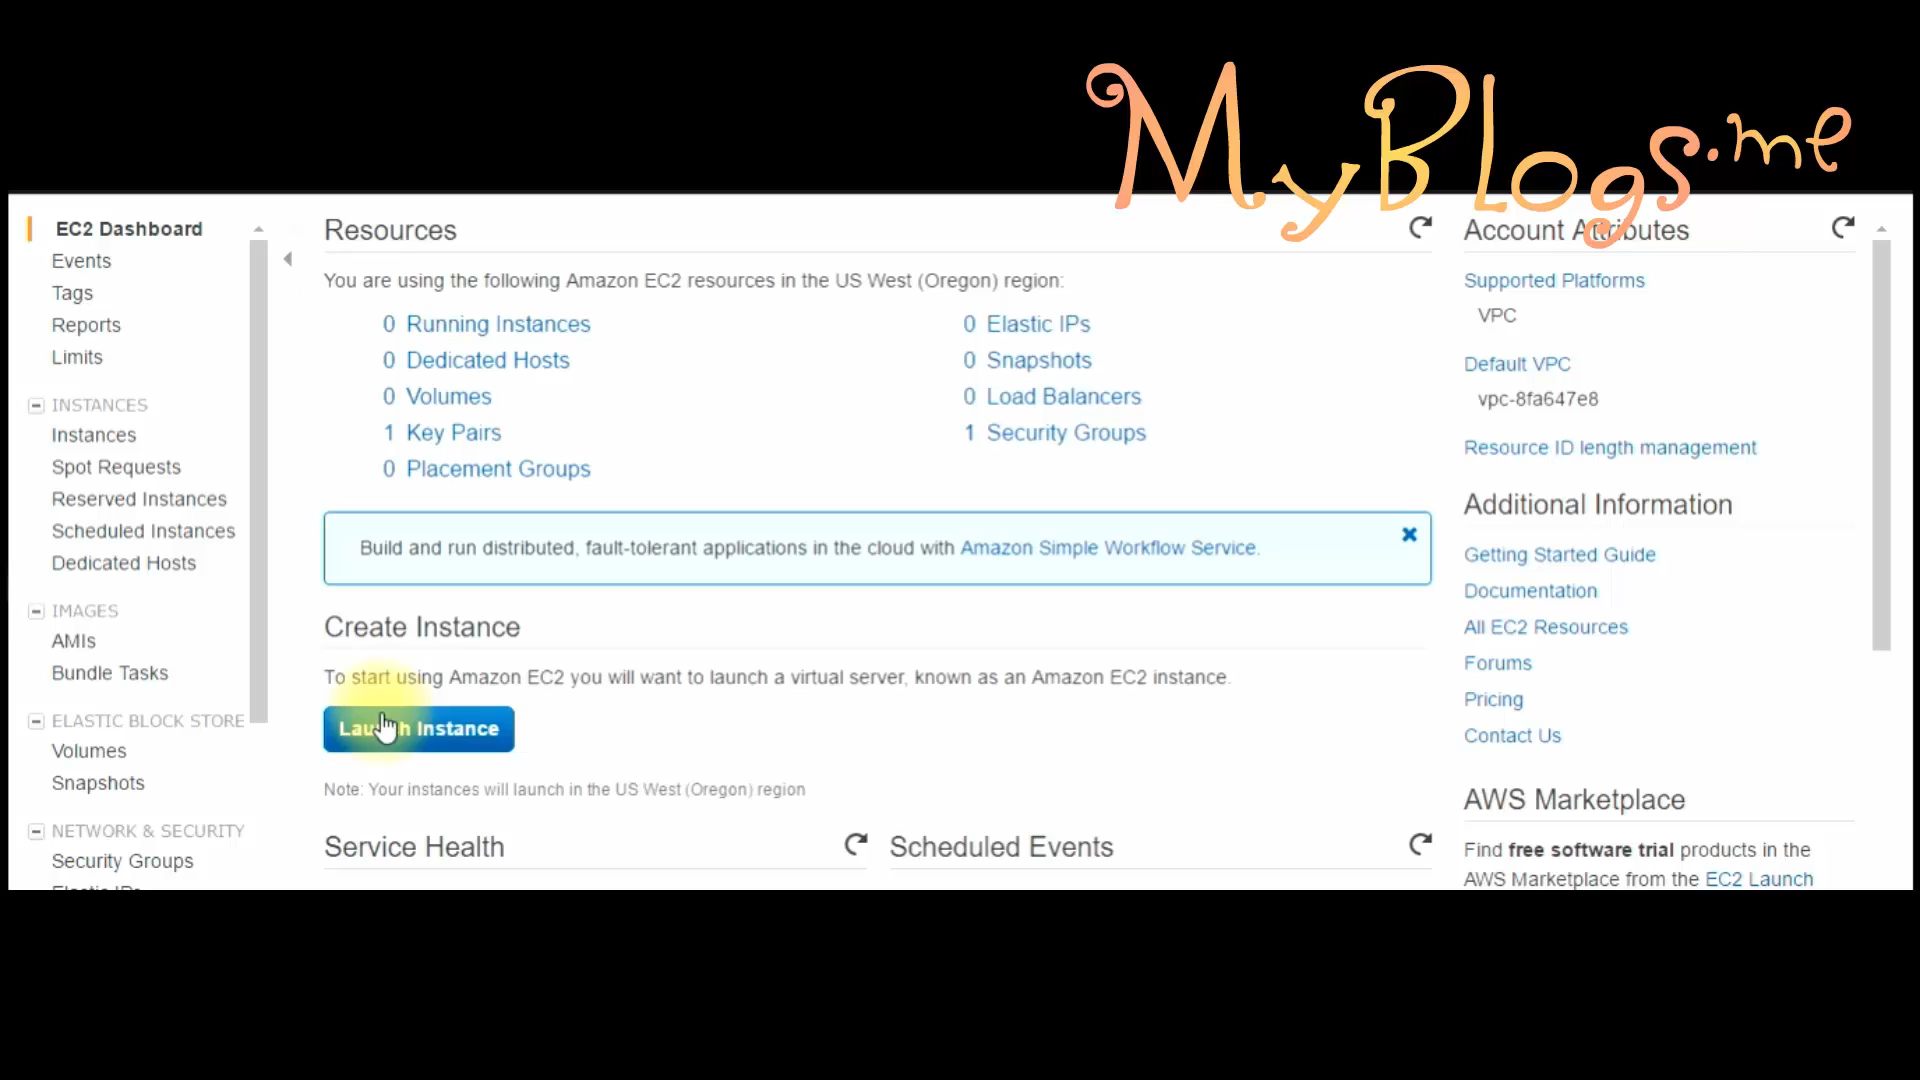 MyBlogs.me
EC2 Dashboard
Events
Tags
Reports
Limits
INSTANCES
Instances
Spot Requests
Reserved Instances
Scheduled Instances
Dedicated Hosts
IMAGES
AMIs
Bundle Tasks
ELASTIC BLOCK STORE
Volumes
Snapshots
NETWORK & SECURITY
Security Groups
Elastic IPs
Resources
You are using the following Amazon EC2 resources in the US West (Oregon) region:
0 Running Instances
0 Elastic IPs
0 Dedicated Hosts
0 Snapshots
0 Volumes
0 Load Balancers
1 Key Pairs
1 Security Groups
0 Placement Groups
Build and run distributed, fault-tolerant applications in the cloud with Amazon Simple Workflow Service.
Create Instance
To start using Amazon EC2 you will want to launch a virtual server, known as an Amazon EC2 instance.
Launch Instance
Note: Your instances will launch in the US West (Oregon) region
Service Health
Scheduled Events
Account Attributes
Supported Platforms
VPC
Default VPC
vpc-8fa647e8
Resource ID length management
Additional Information
Getting Started Guide
Documentation
All EC2 Resources
Forums
Pricing
Contact Us
AWS Marketplace
Find free software trial products in the
AWS Marketplace from the EC2 Launch